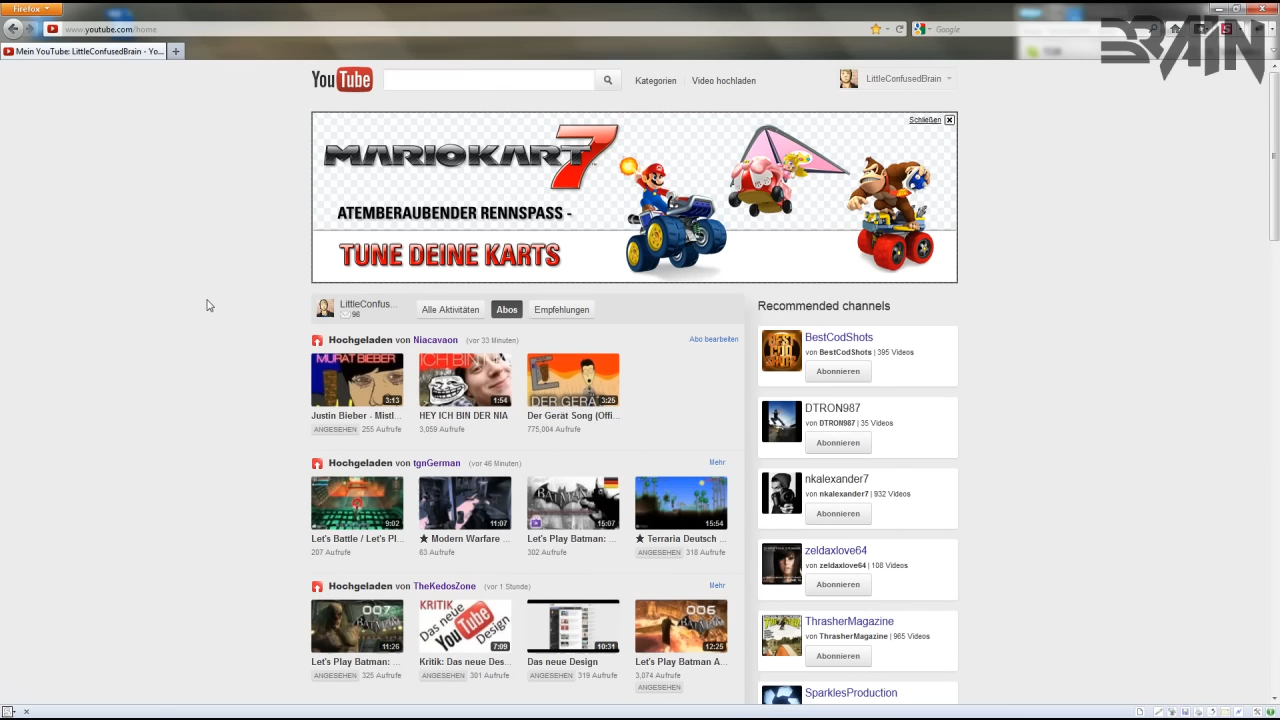 Firefox
BRAIN
www.youtube.com/home
Google
Mein YouTube: LittleConfusedBrain - Yo...
YouTube
Kategorien
Video hochladen
LittleConfusedBrain
Schließen
MARIOKART 7
ATEMBERAUBENDER RENNSPASS -
TUNE DEINE KARTS
LittleConfus...
96
Alle Aktivitäten
Abos
Empfehlungen
Recommended channels
Hochgeladen von Niacavaon (vor 33 Minuten)
Abo bearbeiten
MURAT BIEBER
3:13
ICH BIN
1:54
DER GERÄT
3:25
Justin Bieber - Mistl...
HEY ICH BIN DER NIA
Der Gerät Song (Offi...
ANGESEHEN 255 Aufrufe
3,059 Aufrufe
775,004 Aufrufe
BestCodShots
von BestCodShots | 395 Videos
Abonnieren
DTRON987
von DTRON987 | 35 Videos
Abonnieren
Hochgeladen von tgnGerman (vor 46 Minuten)
Mehr
9:02
11:07
BATMAN
15:07
15:54
Let's Battle / Let's Pl...
★ Modern Warfare ...
Let's Play Batman: ...
★ Terraria Deutsch ...
207 Aufrufe
63 Aufrufe
302 Aufrufe
ANGESEHEN 318 Aufrufe
nkalexander7
von nkalexander7 | 932 Videos
Abonnieren
zeldaxlove64
von zeldaxlove64 | 108 Videos
Abonnieren
Hochgeladen von TheKedosZone (vor 1 Stunde)
Mehr
007
BATMAN
11:26
KRITIK
Das neue
YouTube
Design
7:09
10:31
006
BATMAN
12:25
Let's Play Batman: ...
Kritik: Das neue Des...
Das neue Design
Let's Play Batman A...
ANGESEHEN 325 Aufrufe
ANGESEHEN 301 Aufrufe
ANGESEHEN 319 Aufrufe
3,074 Aufrufe
ANGESEHEN
ThrasherMagazine
von ThrasherMagazine | 965 Videos
Abonnieren
SparklesProduction